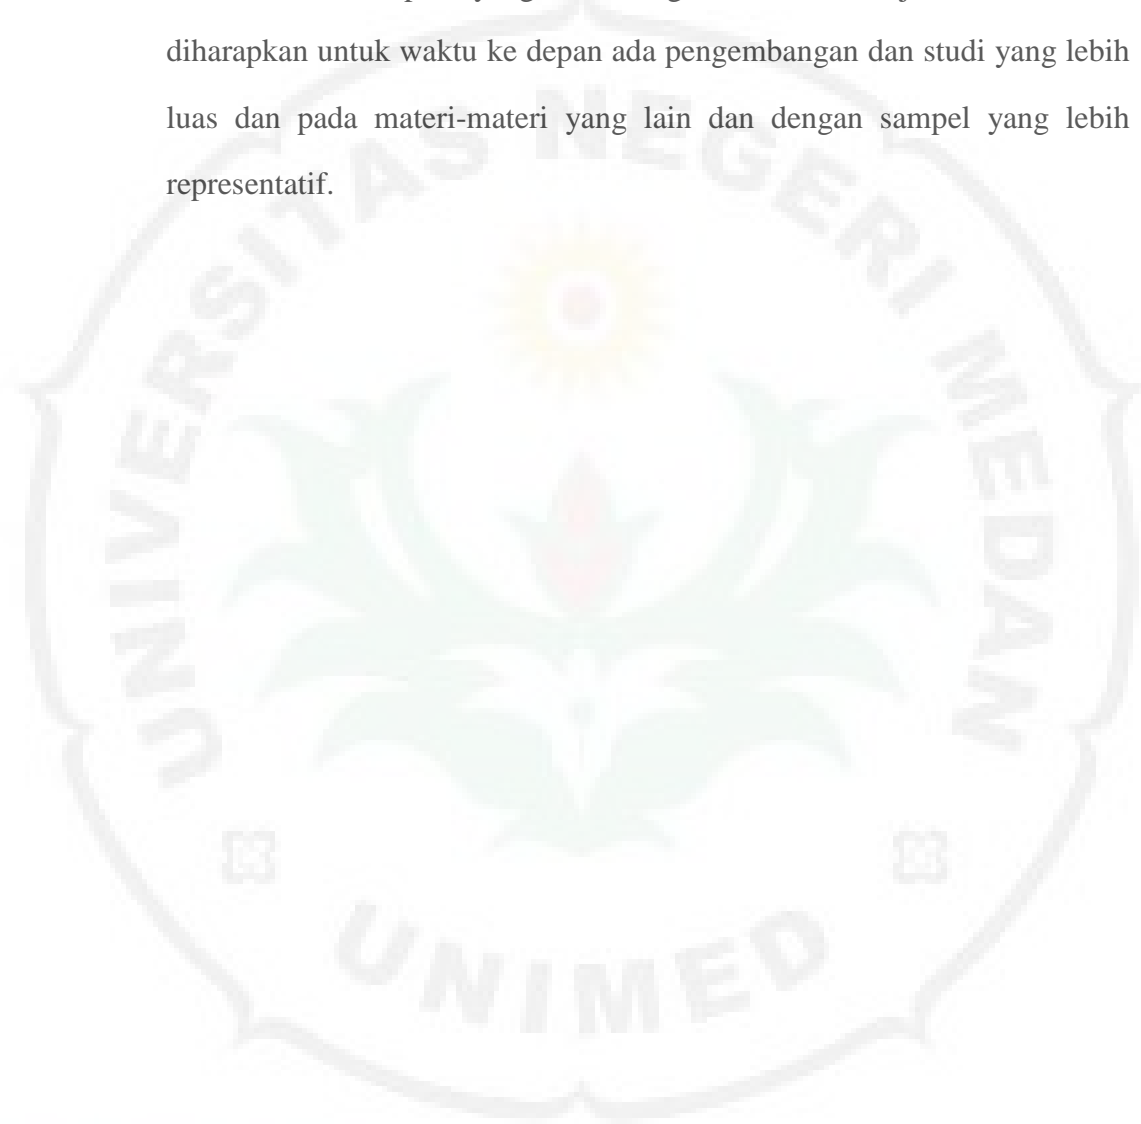 diharapkan untuk waktu ke depan ada pengembangan dan studi yang lebih
luas dan pada materi-materi yang lain dan dengan sampel yang lebih
representatif.
UNIVERSITAS NEGERI MEDAN
UNIMED